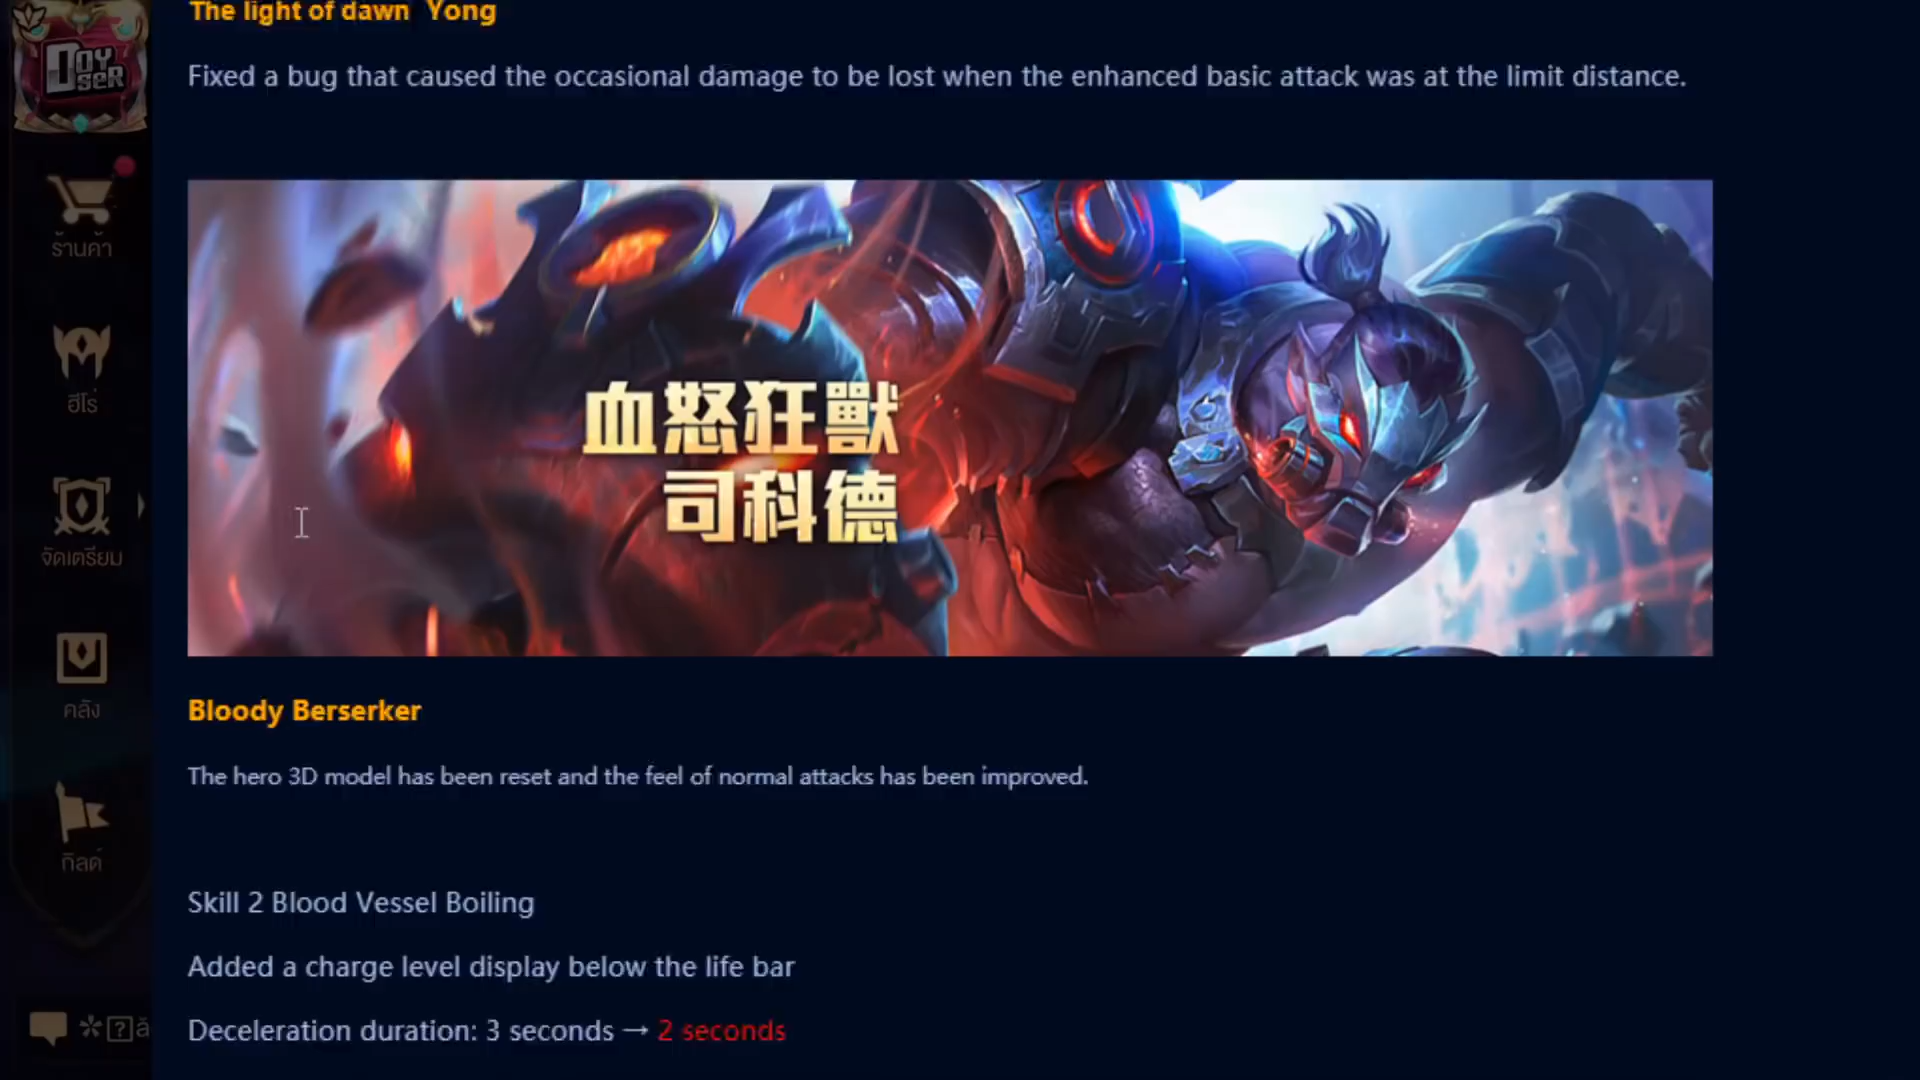 The light of dawn Yong
Fixed a bug that caused the occasional damage to be lost when the enhanced basic attack was at the limit distance.
DOY
SER
ร้านค้า
ฮีโร่
จัดเตรียม
คลัง
กิลด์
血怒狂獸
司科德
Bloody Berserker
The hero 3D model has been reset and the feel of normal attacks has been improved.
Skill 2 Blood Vessel Boiling
Added a charge level display below the life bar
Deceleration duration: 3 seconds → 2 seconds